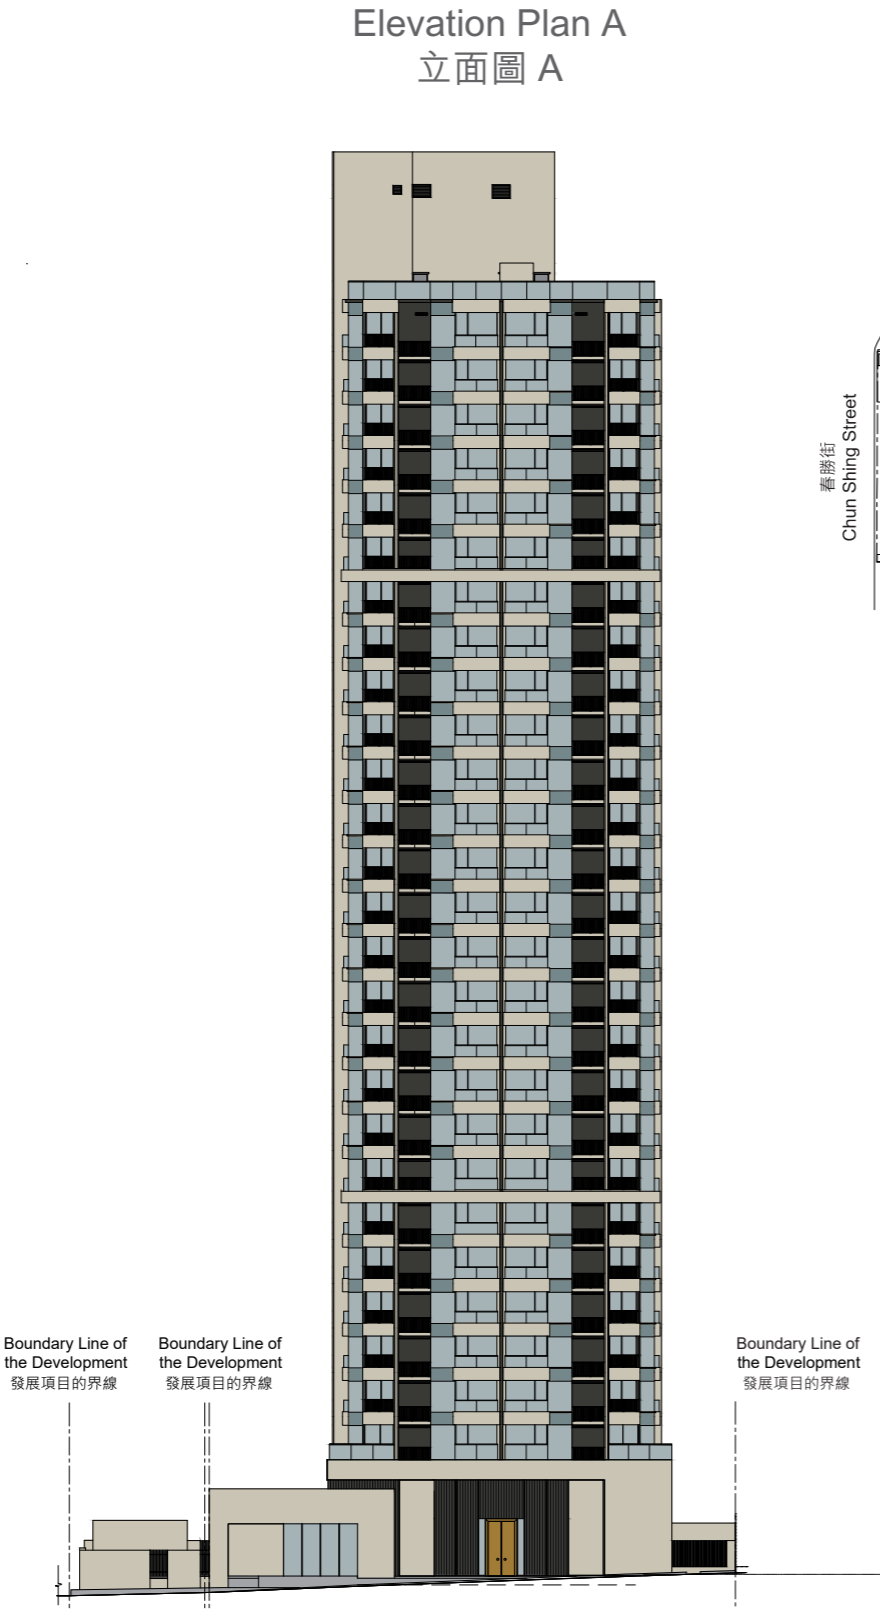 Elevation Plan A
立面圖 A
春勝街
Chun Shing Street
Boundary Line of
the Development
發展項目的界線
Boundary Line of
the Development
發展項目的界線
Boundary Line of
the Development
發展項目的界線